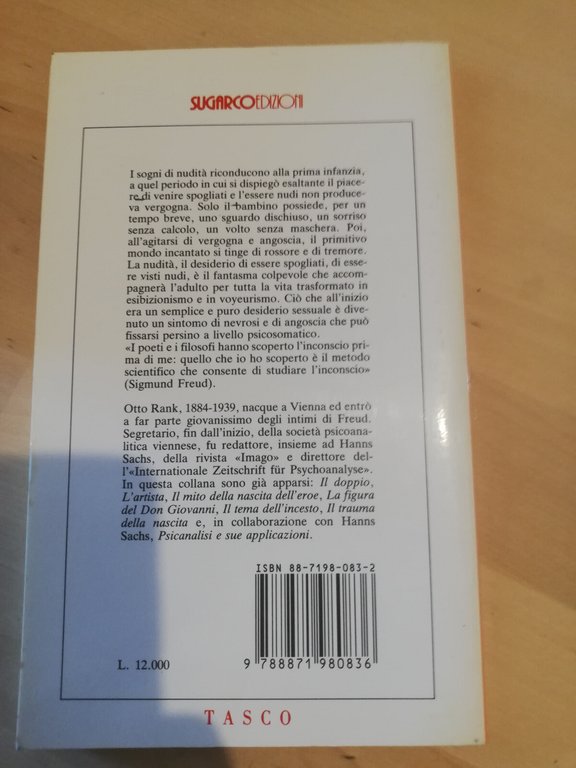 SUGARCOEDIZIONI
I sogni di nudità riconducono alla prima infanzia,
a quel periodo in cui si dispiegò esaltante il piace-
re di venire spogliati e l'essere nudi non produce-
va vergogna. Solo il bambino possiede, per un
tempo breve, uno sguardo dischiuso, un sorriso
senza calcolo, un volto senza maschera. Poi,
all'agitarsi di vergogna e angoscia, il primitivo
mondo incantato si tinge di rossore e di tremore.
La nudità, il desiderio di essere spogliati, di esse-
re visti nudi, è il fantasma colpevole che accom-
pagnerà l'adulto per tutta la vita trasformato in
esibizionismo e in voyeurismo. Ciò che all'inizio
era un semplice e puro desiderio sessuale è dive-
nuto un sintomo di nevrosi e di angoscia che può
fissarsi persino a livello psicosomatico.
«I poeti e i filosofi hanno scoperto l'inconscio pri-
ma di me: quello che io ho scoperto è il metodo
scientifico che consente di studiare l'inconscio»
(Sigmund Freud).
Otto Rank, 1884-1939, nacque a Vienna ed entrò
a far parte giovanissimo degli intimi di Freud.
Segretario, fin dall'inizio, della società psicoana-
litica viennese, fu redattore, insieme ad Hanns
Sachs, della rivista «Imago» e direttore del-
l'«Internationale Zeitschrift für Psychoanalyse».
In questa collana sono già apparsi: Il doppio,
L'artista, Il mito della nascita dell'eroe, La figura
del Don Giovanni, Il tema dell'incesto, Il trauma
della nascita e, in collaborazione con Hanns
Sachs, Psicanalisi e sue applicazioni.
ISBN 88-7198-083-2
L. 12.000
9 788871 980836
TASCO